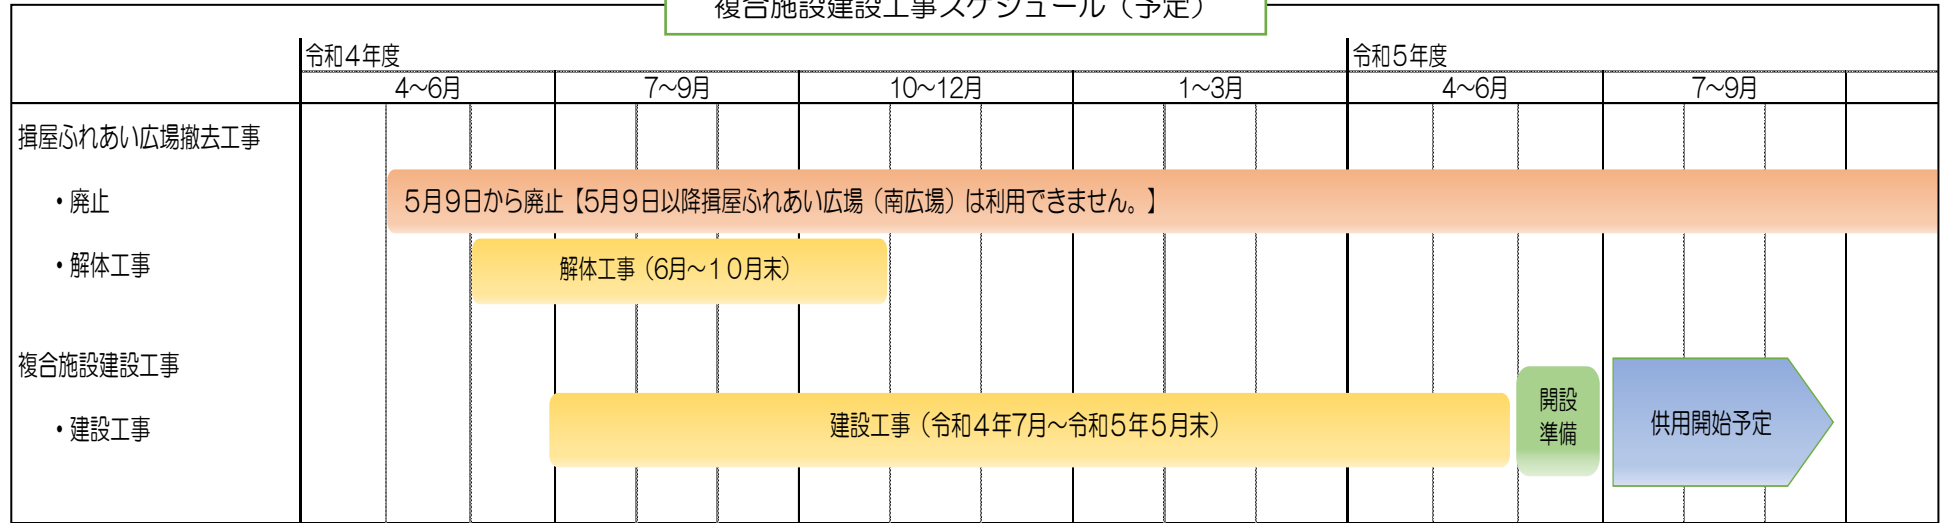 複合施設建設工事スケジュール（予定）
令和４年度
令和５年度
4～6月
7～9月
10～12月
1～3月
4～6月
7～9月
揖屋ふれあい広場撤去工事
・廃止
５月９日から廃止【５月９日以降揖屋ふれあい広場（南広場）は利用できません。】
・解体工事
解体工事（6月～１０月末）
複合施設建設工事
・建設工事
建設工事（令和４年７月～令和５年５月末）
開設
準備
供用開始予定